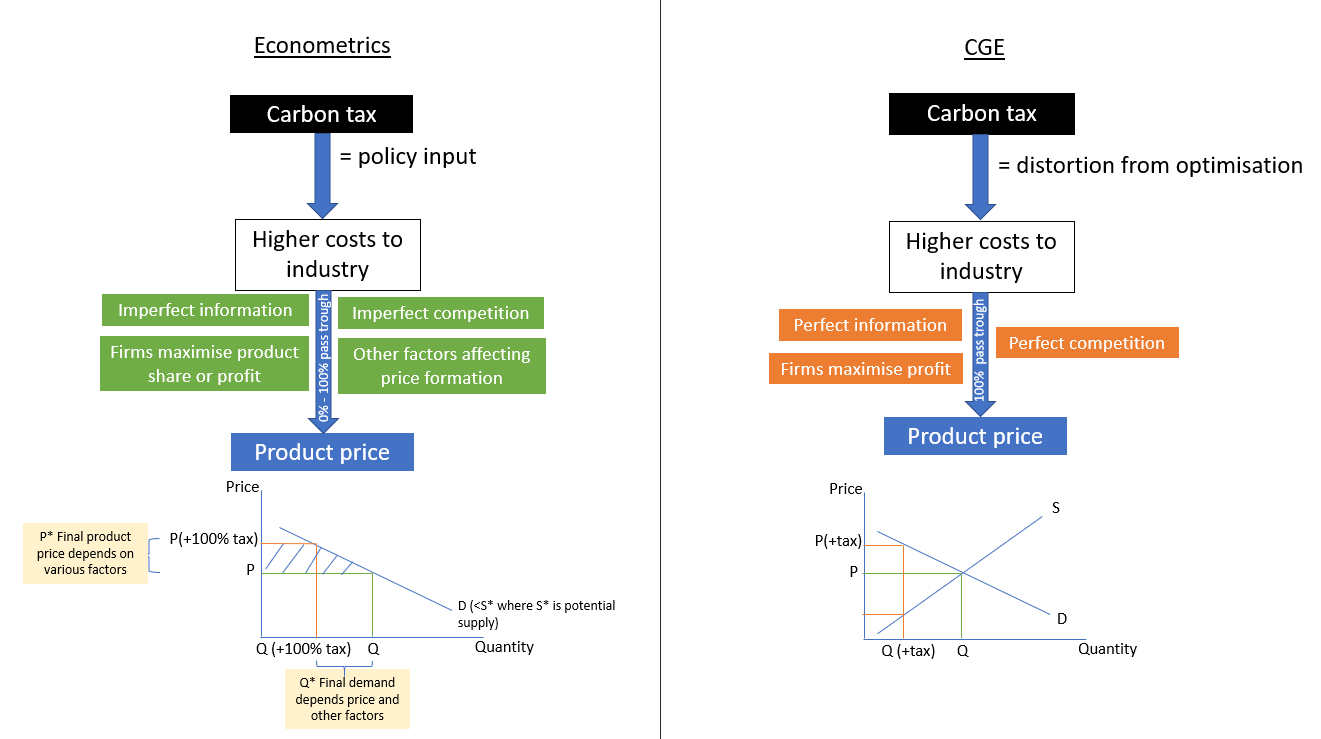 Econometrics
Carbon tax
= policy input
Higher costs to
industry
Imperfect information
Imperfect competition
Firms maximise product
share or profit
Other factors affecting
price formation
0% - 100% pass trough
Product price
Price
P* Final product
price depends on
various factors
P(+100% tax)
P
D (<S* where S* is potential
supply)
Q (+100% tax)
Q
Quantity
Q* Final demand
depends price and
other factors
CGE
Carbon tax
= distortion from optimisation
Higher costs to
industry
Perfect information
Perfect competition
Firms maximise profit
100% pass trough
Product price
Price
S
P(+tax)
P
D
Q (+tax)
Q
Quantity